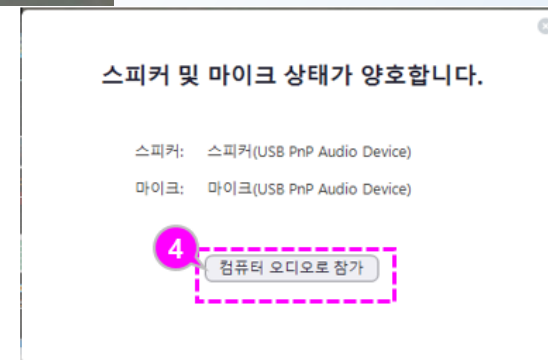 스피커 및 마이크 상태가 양호합니다.
스피커: 스피커(USB PnP Audio Device)
마이크: 마이크(USB PnP Audio Device)
4
컴퓨터 오디오로 참가